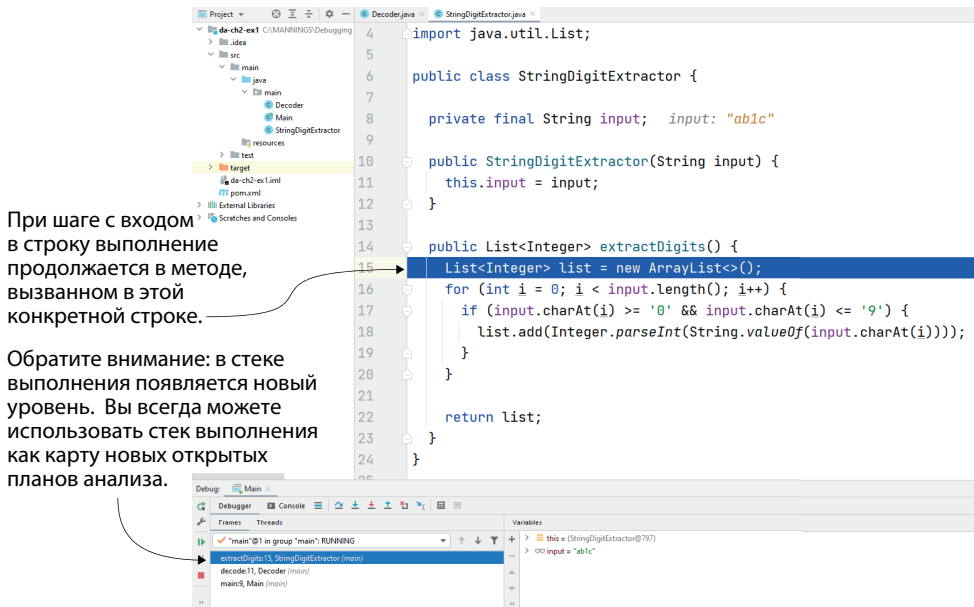 Project
Decoder.java
StringDigitExtractor.java
da-ch2-ex1 C:\MANNINGS\Debugging
.idea
src
main
java
main
Decoder
Main
StringDigitExtractor
resources
test
target
da-ch2-ex1.iml
pom.xml
External Libraries
Scratches and Consoles
4 import java.util.List;
5
6 public class StringDigitExtractor {
7
8 private final String input; input: "ab1c"
9
10 public StringDigitExtractor(String input) {
11 this.input = input;
12 }
13
14 public List<Integer> extractDigits() {
15 List<Integer> list = new ArrayList<>();
16 for (int i = 0; i < input.length(); i++) {
17 if (input.charAt(i) >= '0' && input.charAt(i) <= '9') {
18 list.add(Integer.parseInt(String.valueOf(input.charAt(i))));
19 }
20 }
21
22 return list;
23 }
24 }
25
При шаге с входом
в строку выполнение
продолжается в методе,
вызванном в этой
конкретной строке.
Обратите внимание: в стеке
выполнения появляется новый
уровень. Вы всегда можете
использовать стек выполнения
как карту новых открытых
планов анализа.
Debug: Main
Debugger Console
Frames Threads
"main"@1 in group "main": RUNNING
extractDigits:15, StringDigitExtractor (main)
decode:11, Decoder (main)
main:9, Main (main)
Variables
this = {StringDigitExtractor@797}
input = "ab1c"